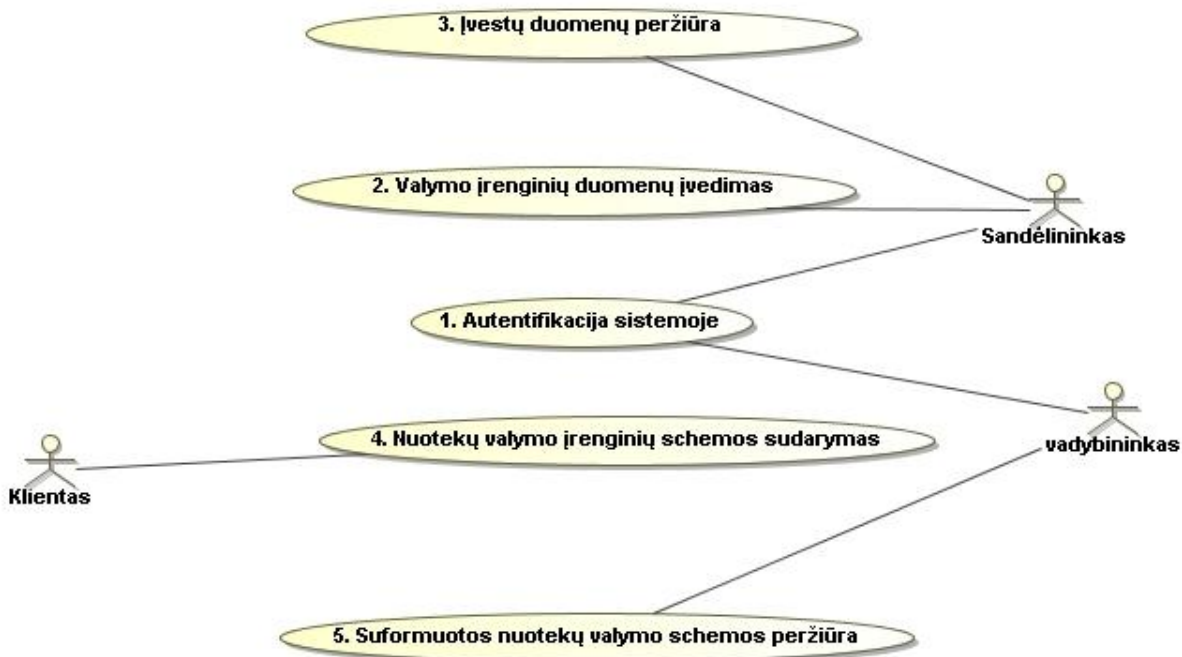 3. Įvestų duomenų peržiūra
2. Valymo įrenginių duomenų įvedimas
Sandėlininkas
1. Autentifikacija sistemoje
4. Nuotekų valymo įrenginių schemos sudarymas
vadybininkas
Klientas
5. Suformuotos nuotekų valymo schemos peržiūra